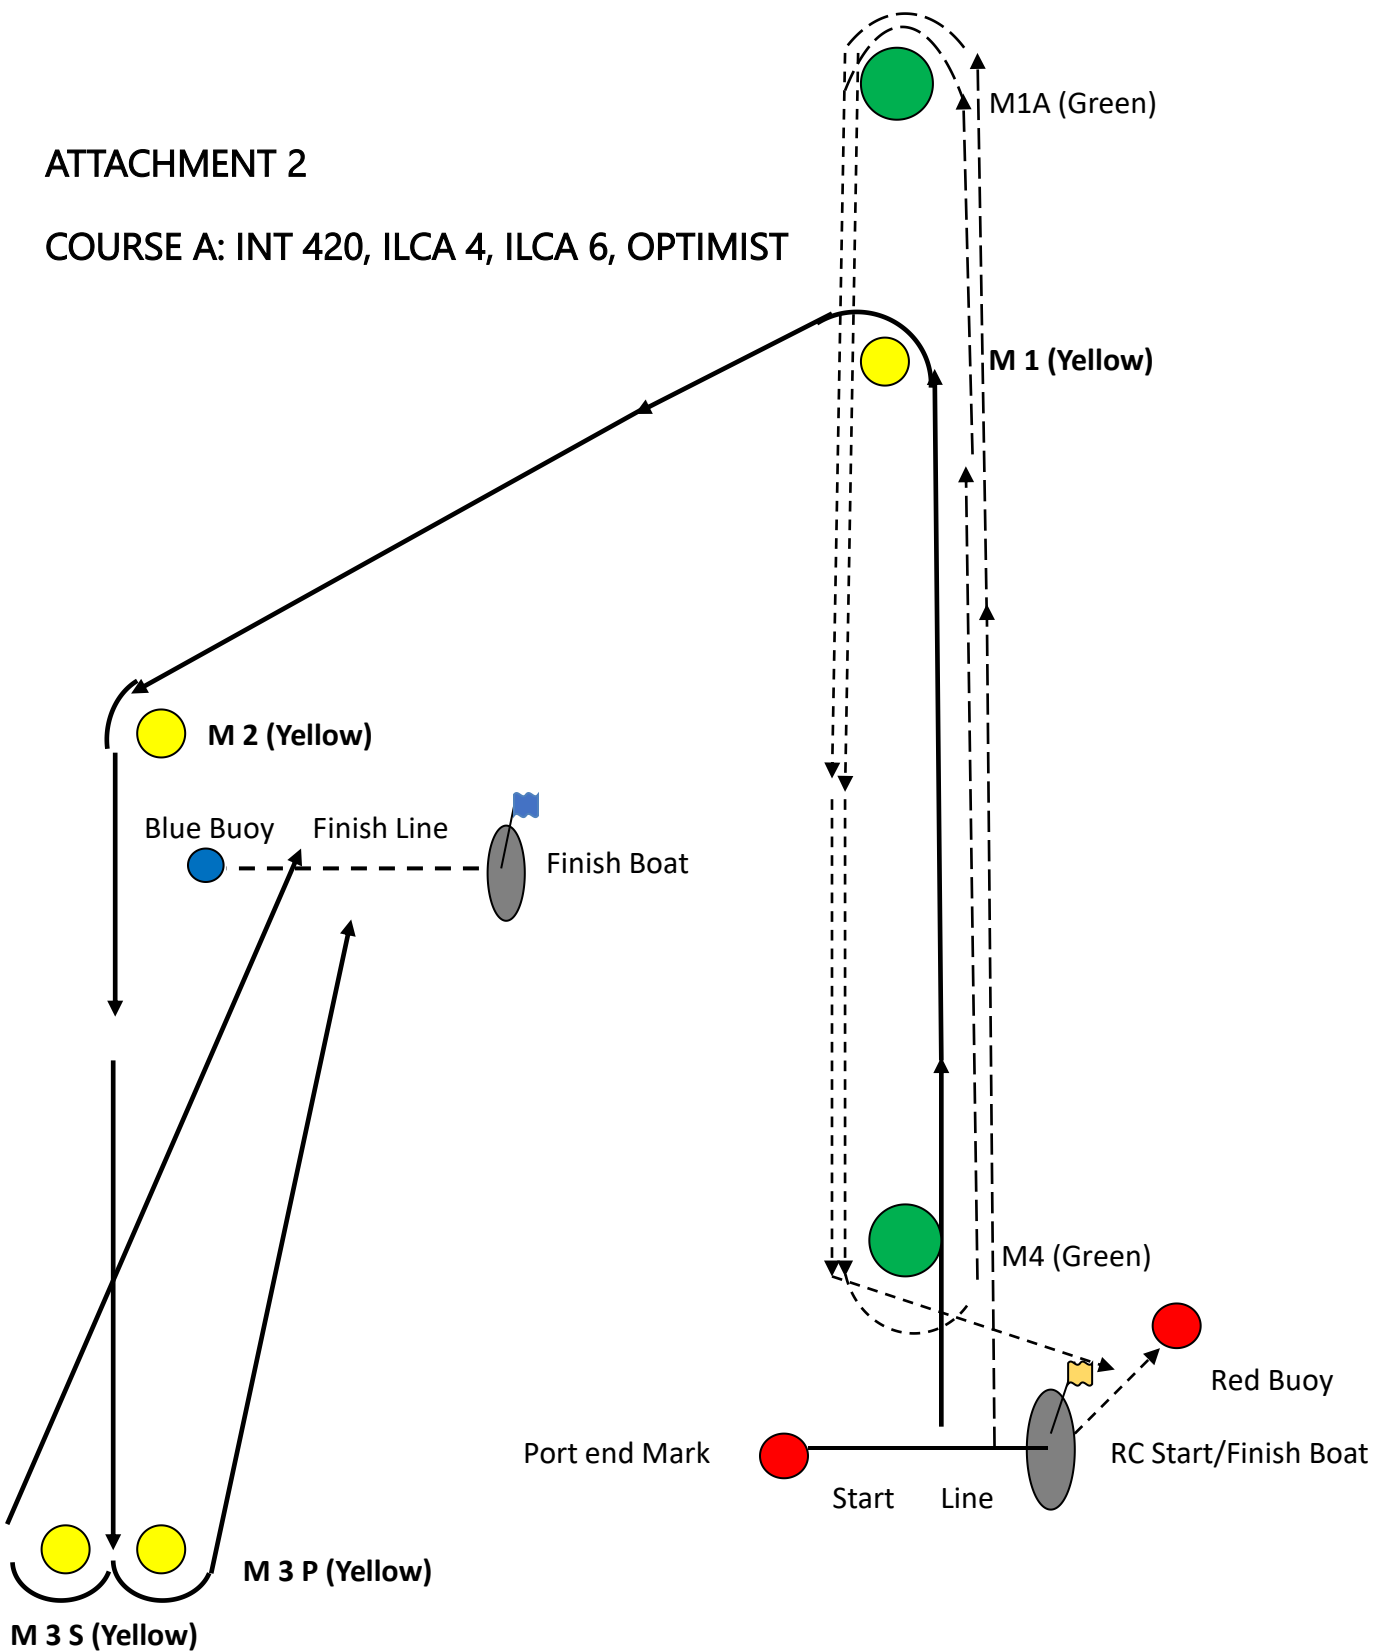 M1A (Green)
ATTACHMENT 2
COURSE A: INT 420, ILCA 4, ILCA 6, OPTIMIST
M 1 (Yellow)
M 2 (Yellow)
Blue Buoy
Finish Line
Finish Boat
M4 (Green)
Red Buoy
Port end Mark
RC Start/Finish Boat
Start Line
M 3 P (Yellow)
M 3 S (Yellow)